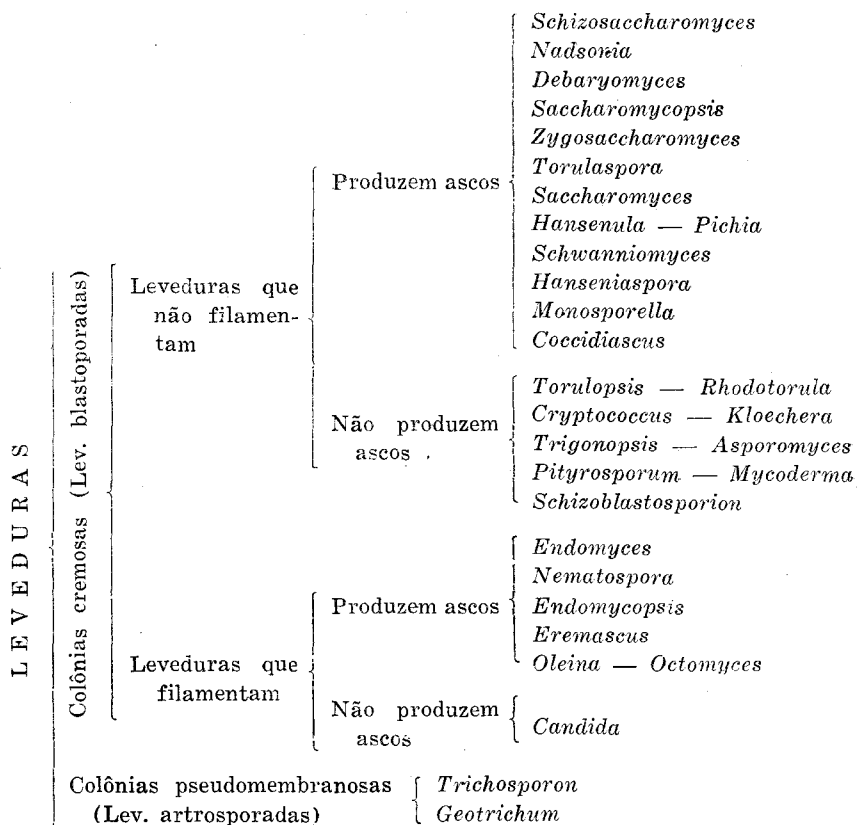 LEVEDURAS
Colônias cremosas (Lev. blastoporadas)
Leveduras que
não filamen-
tam
Produzem ascos
Schizosaccharomyces
Nadsonia
Debaryomyces
Saccharomycopsis
Zygosaccharomyces
Torulaspora
Saccharomyces
Hansenula — Pichia
Schwanniomyces
Hanseniaspora
Monosporella
Coccidiascus
Não produzem
ascos .
Torulopsis — Rhodotorula
Cryptococcus — Kloechera
Trigonopsis — Asporomyces
Pityrosporum — Mycoderma
Schizoblastosporion
Leveduras que
filamentam
Produzem ascos
Endomyces
Nematospora
Endomycopsis
Eremascus
Oleina — Octomyces
Não produzem
ascos
Candida
Colônias pseudomembranosas
(Lev. artrosporadas)
Trichosporon
Geotrichum